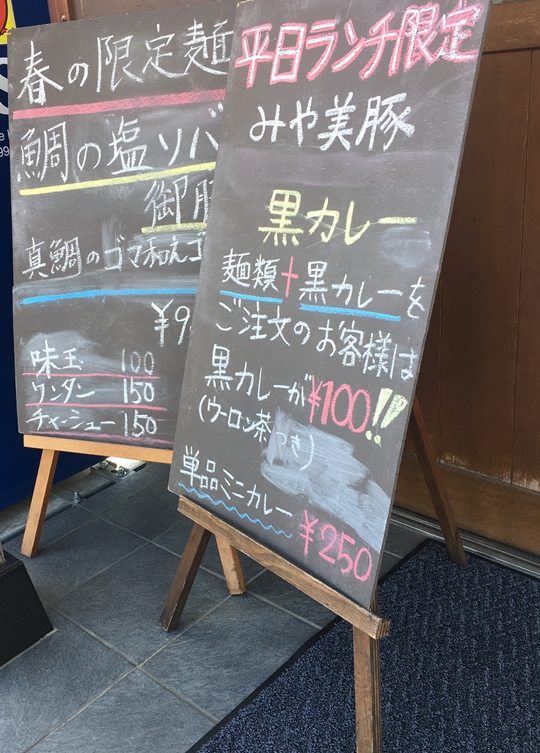 春の限定麺
鯛の塩ソバ
御
真鯛のゴマ和えゴ
¥9
味玉 100
ワンタン 150
チャーシュー 150
平日ランチ限定
みや美豚
黒カレー
麺類+黒カレーを
ご注文のお客様は
黒カレーが¥100!!
(ウーロン茶つき)
単品ミニカレー
¥250